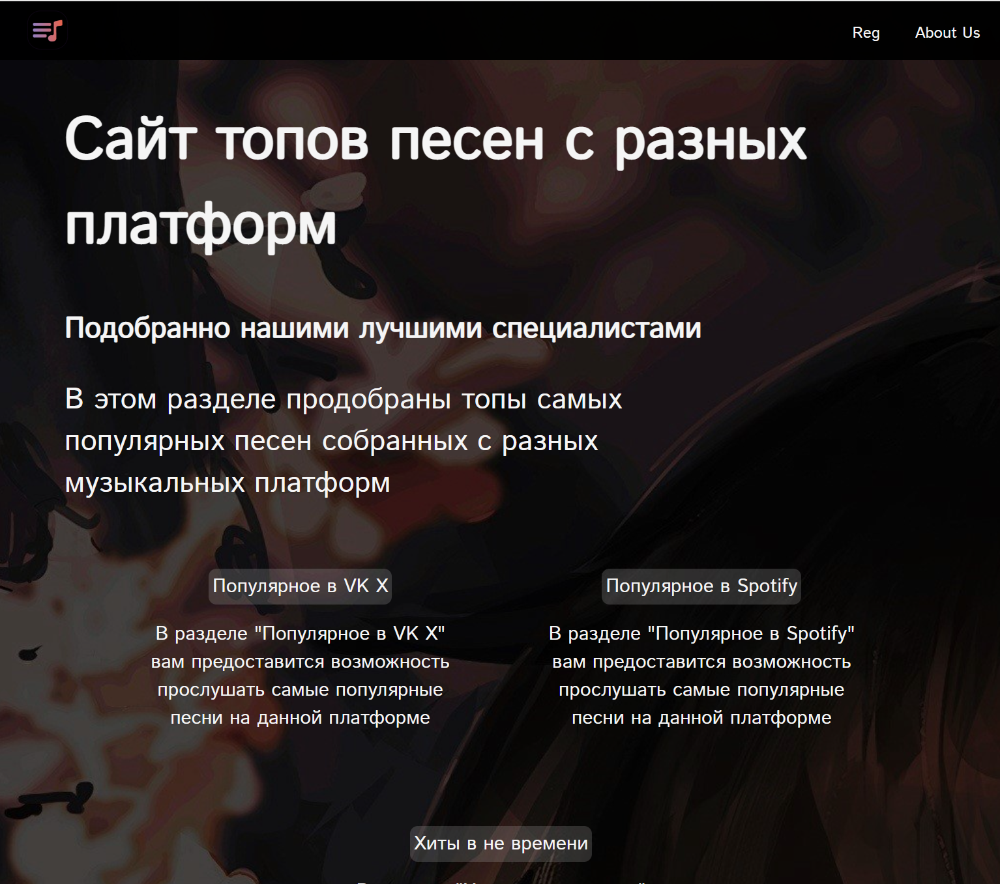 Reg About Us
Сайт топов песен с разных
платформ
Подобранно нашими лучшими специалистами
В этом разделе продобраны топы самых
популярных песен собранных с разных
музыкальных платформ
Популярное в VK X
В разделе "Популярное в VK X"
вам предоставится возможность
прослушать самые популярные
песни на данной платформе
Популярное в Spotify
В разделе "Популярное в Spotify"
вам предоставится возможность
прослушать самые популярные
песни на данной платформе
Хиты в не времени